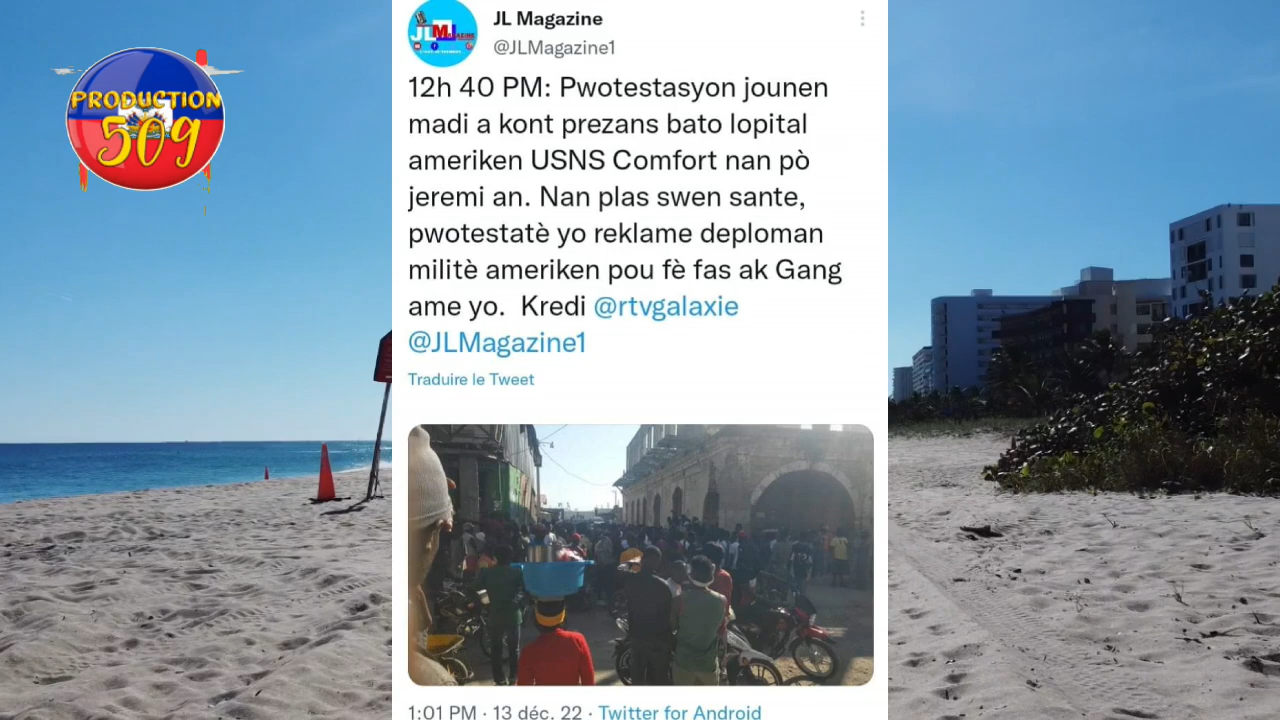 PRODUCTION
509
JL Magazine
@JLMagazine1
12h 40 PM: Pwotestasyon jounen
madi a kont prezans bato lopital
ameriken USNS Comfort nan pò
jeremi an. Nan plas swen sante,
pwotestatè yo reklame deploman
militè ameriken pou fè fas ak Gang
ame yo. Kredi @rtvgalaxie
@JLMagazine1
Traduire le Tweet
1:01 PM · 13 déc. 22 · Twitter for Android